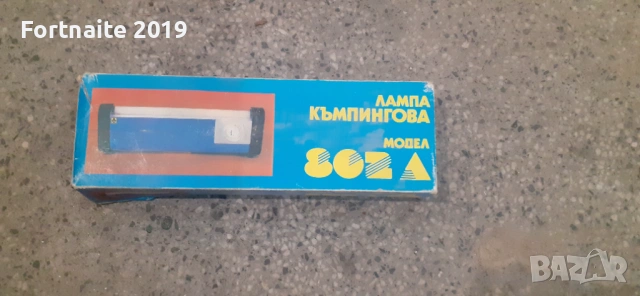 Fortnaite 2019
ЛАМПА
КЪМПИНГОВА
МОДЕЛ
802 А
BAZAR